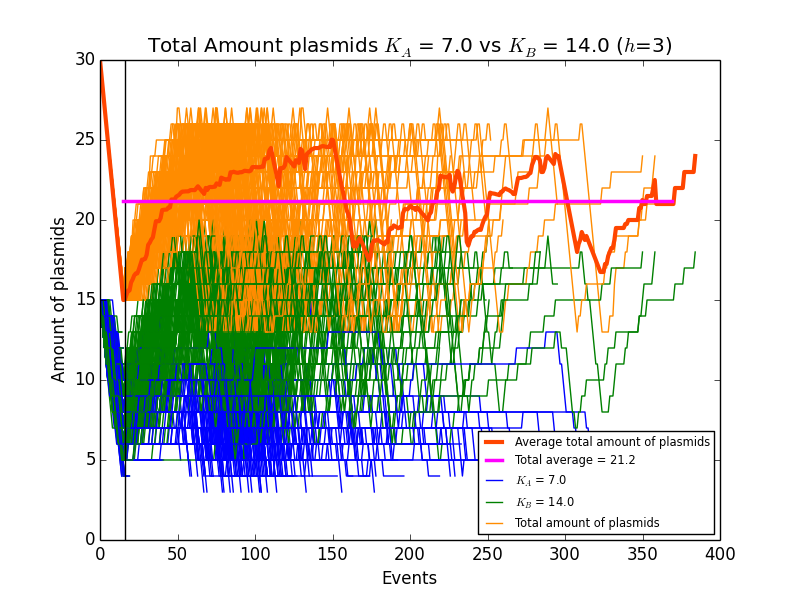 Total Amount plasmids K_A = 7.0 vs K_B = 14.0 (h=3)
30
25
20
15
10
5
0
Amount of plasmids
0 50 100 150 200 250 300 350 400
Events
Average total amount of plasmids
Total average = 21.2
K_A = 7.0
K_B = 14.0
Total amount of plasmids